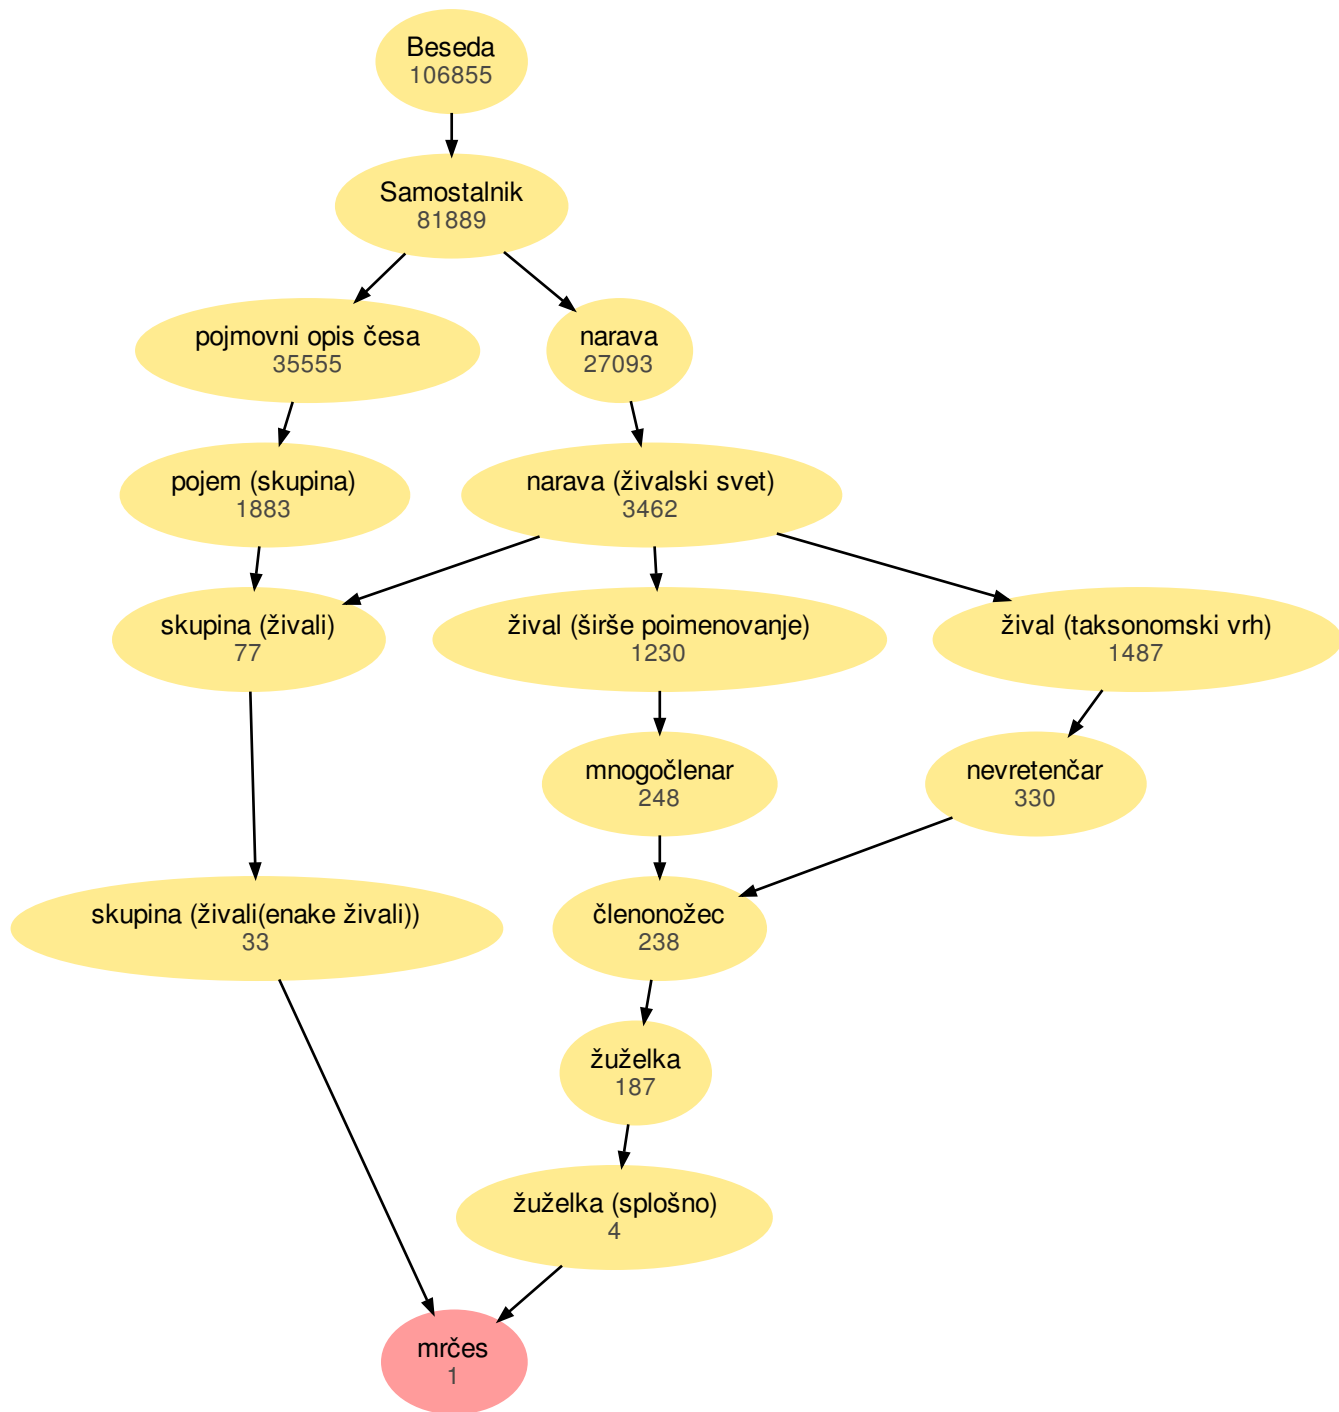 Beseda
106855
Samostalnik
81889
pojmovni opis česa
35555
narava
27093
pojem (skupina)
1883
narava (živalski svet)
3462
skupina (živali)
77
žival (širše poimenovanje)
1230
žival (taksonomski vrh)
1487
mnogočlenar
248
nevretenčar
330
skupina (živali(enake živali))
33
členonožec
238
žuželka
187
žuželka (splošno)
4
mrčes
1